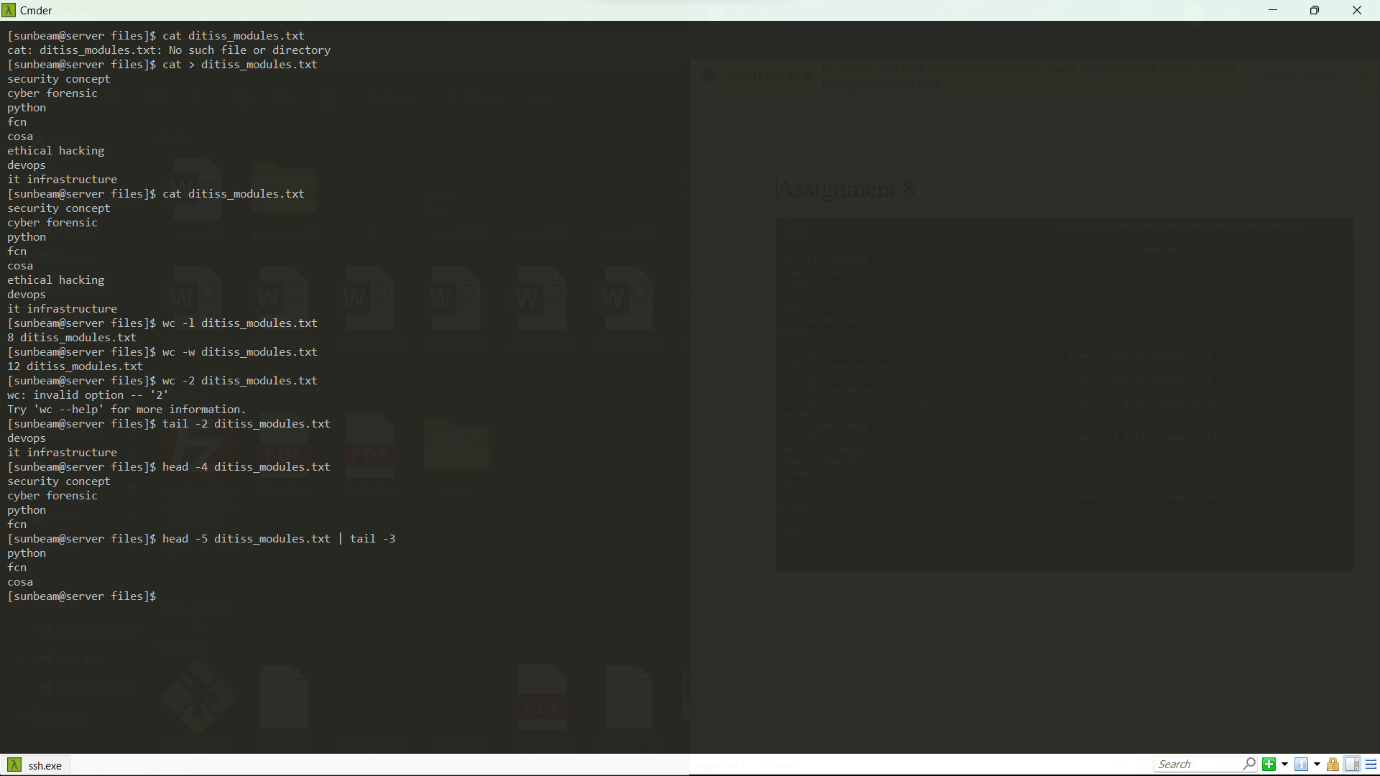 Cmder
[sunbeam@server files]$ cat ditiss_modules.txt
cat: ditiss_modules.txt: No such file or directory
[sunbeam@server files]$ cat > ditiss_modules.txt
security concept
cyber forensic
python
fcn
cosa
ethical hacking
devops
it infrastructure
[sunbeam@server files]$ cat ditiss_modules.txt
security concept
cyber forensic
python
fcn
cosa
ethical hacking
devops
it infrastructure
[sunbeam@server files]$ wc -l ditiss_modules.txt
8 ditiss_modules.txt
[sunbeam@server files]$ wc -w ditiss_modules.txt
12 ditiss_modules.txt
[sunbeam@server files]$ wc -2 ditiss_modules.txt
wc: invalid option -- '2'
Try 'wc --help' for more information.
[sunbeam@server files]$ tail -2 ditiss_modules.txt
devops
it infrastructure
[sunbeam@server files]$ head -4 ditiss_modules.txt
security concept
cyber forensic
python
fcn
[sunbeam@server files]$ head -5 ditiss_modules.txt | tail -3
python
fcn
cosa
[sunbeam@server files]$
Assignment 8
PDF
PDF
PDF
ssh.exe
Search